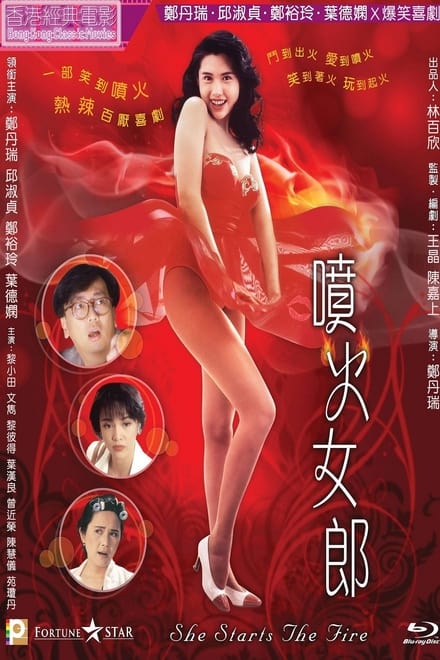 香港經典電影
Hong Kong Classic Movies
鄭丹瑞・邱淑貞・鄭裕玲・葉德嫻X爆笑喜劇
一部笑到噴火
熱辣百厭喜劇
鬥到出火 愛到噴火
笑到著火 玩到起火
領銜主演：鄭丹瑞 邱淑貞 鄭裕玲 葉德嫻
主演：黎小田 文雋 黎彼得 葉漢良 曾近榮 陳慧儀 苑瓊丹
出品人：林百欣 監製・編劇：王晶 陳嘉上 導演：鄭丹瑞
噴火女郎
FORTUNE STAR
She Starts The Fire
Blu-ray Disc